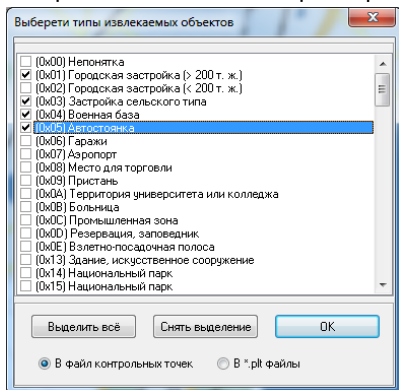 Выберети типы извлекаемых объектов
(0x00) Непонятка
(0x01) Городская застройка (> 200 т. ж.)
(0x02) Городская застройка (< 200 т. ж.)
(0x03) Застройка сельского типа
(0x04) Военная база
(0x05) Автостоянка
(0x06) Гаражи
(0x07) Аэропорт
(0x08) Место для торговли
(0x09) Пристань
(0x0A) Территория университета или колледжа
(0x0B) Больница
(0x0C) Промышленная зона
(0x0D) Резервация, заповедник
(0x0E) Взлетно-посадочная полоса
(0x13) Здание, искусственное сооружение
(0x14) Национальный парк
(0x15) Национальный парк
Выделить всё Снять выделение OK
В файл контрольных точек В *.plt файлы